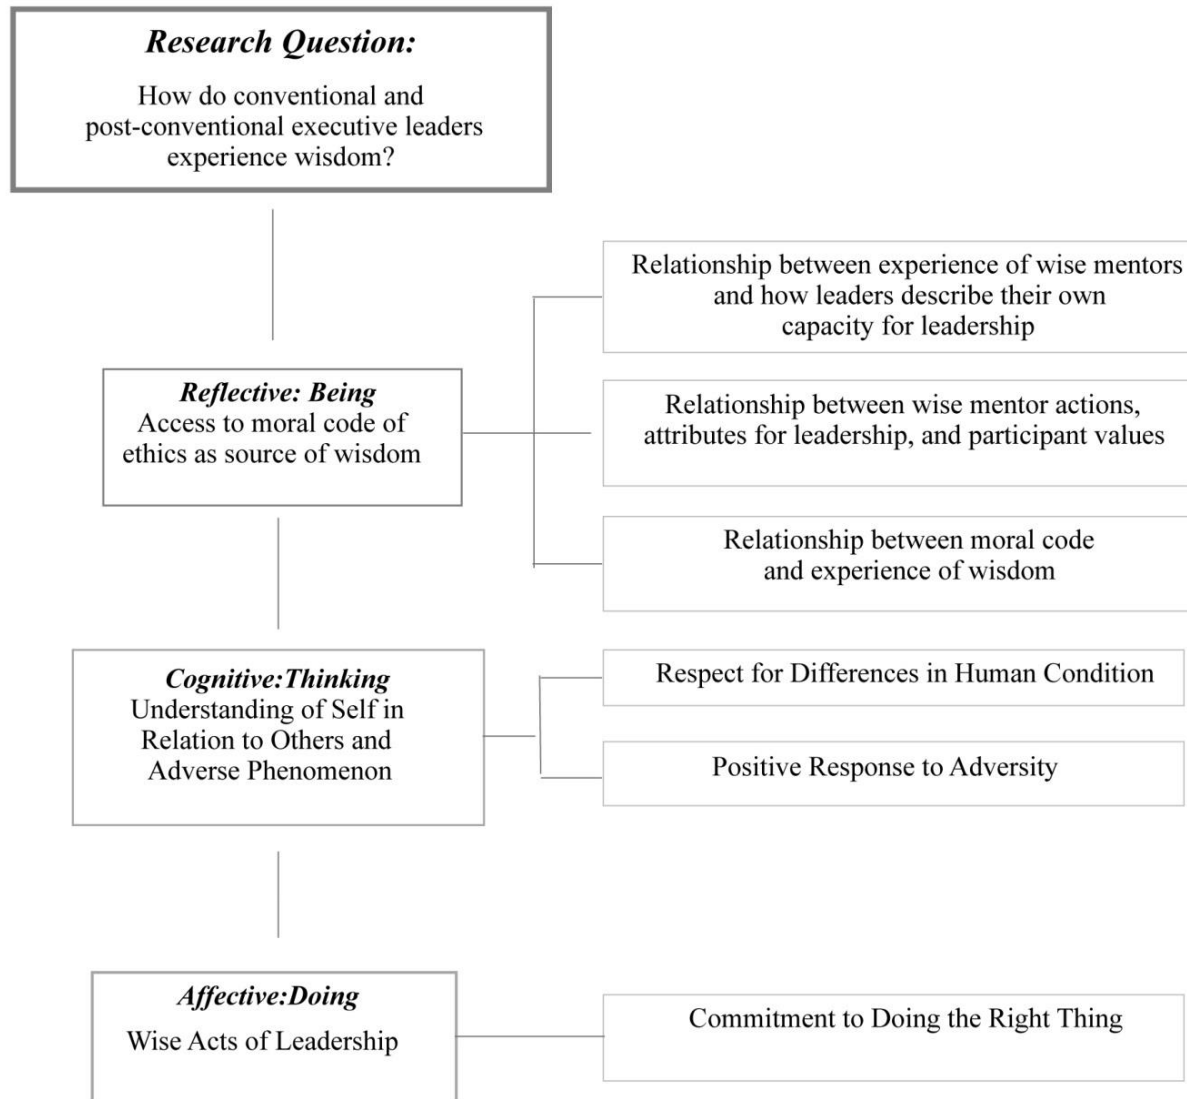 Research Question:
How do conventional and
post-conventional executive leaders
experience wisdom?
Reflective: Being
Access to moral code of
ethics as source of wisdom
Relationship between experience of wise mentors
and how leaders describe their own
capacity for leadership
Relationship between wise mentor actions,
attributes for leadership, and participant values
Relationship between moral code
and experience of wisdom
Cognitive:Thinking
Understanding of Self in
Relation to Others and
Adverse Phenomenon
Respect for Differences in Human Condition
Positive Response to Adversity
Affective:Doing
Wise Acts of Leadership
Commitment to Doing the Right Thing